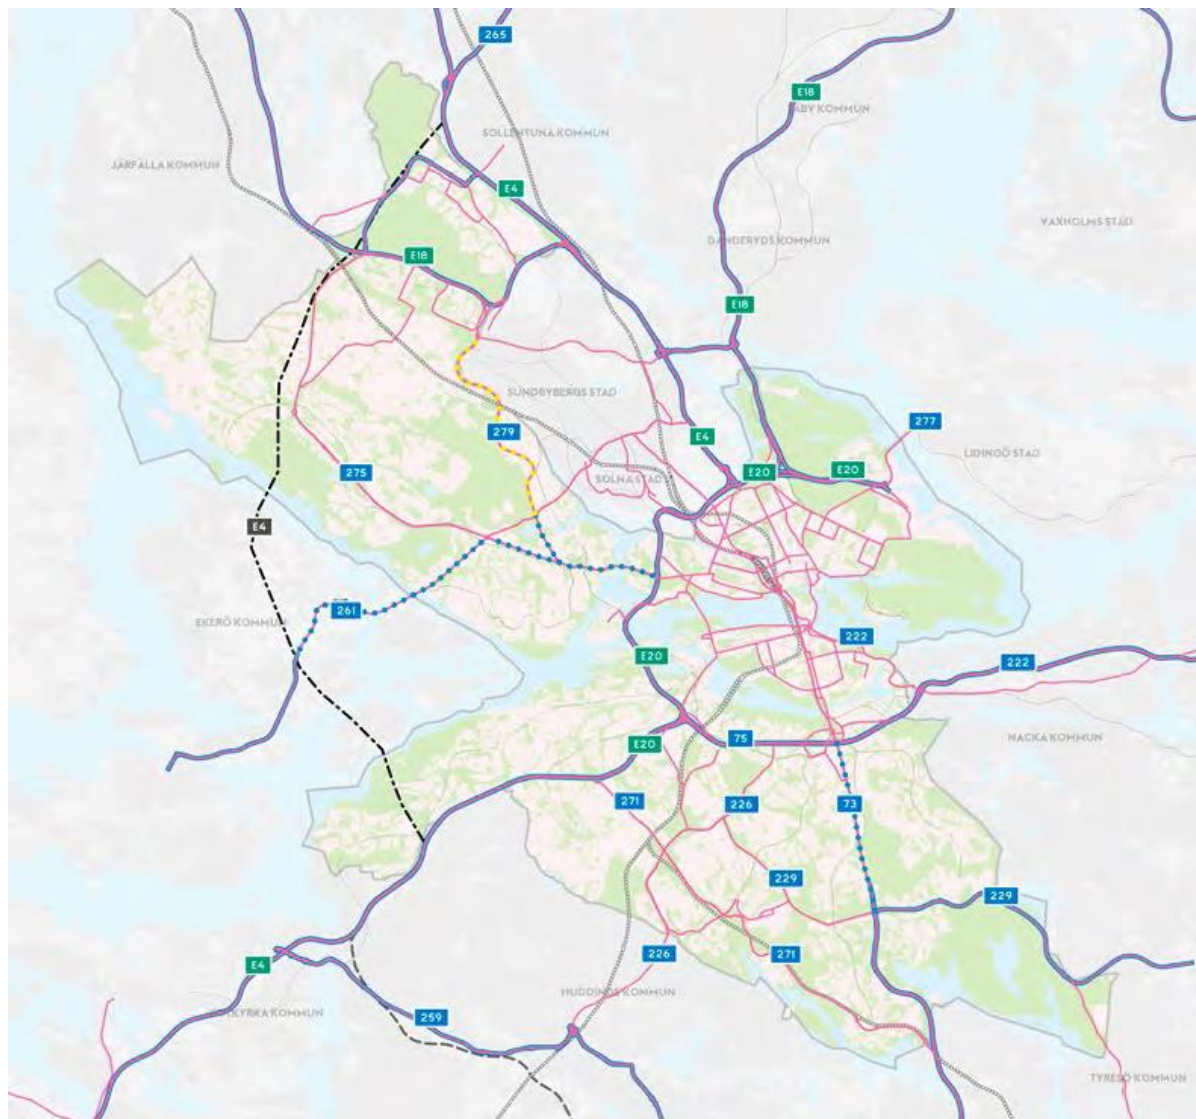 265
E18
TÄBY KOMMUN
SOLLENTUNA KOMMUN
JÄRFÄLLA KOMMUN
E4
VAXHOLMS STAD
DANDERYDS KOMMUN
E18
E18
SUNDBYBERGS STAD
277
279
E4
LIDINGÖ STAD
275
E20
E20
SOLNA STAD
E4
261
EKERÖ KOMMUN
222
E20
222
NACKA KOMMUN
75
E20
271
226
73
229
229
226
271
E4
HUDDINGE KOMMUN
KYRKA KOMMUN
259
TYRESÖ KOMMUN